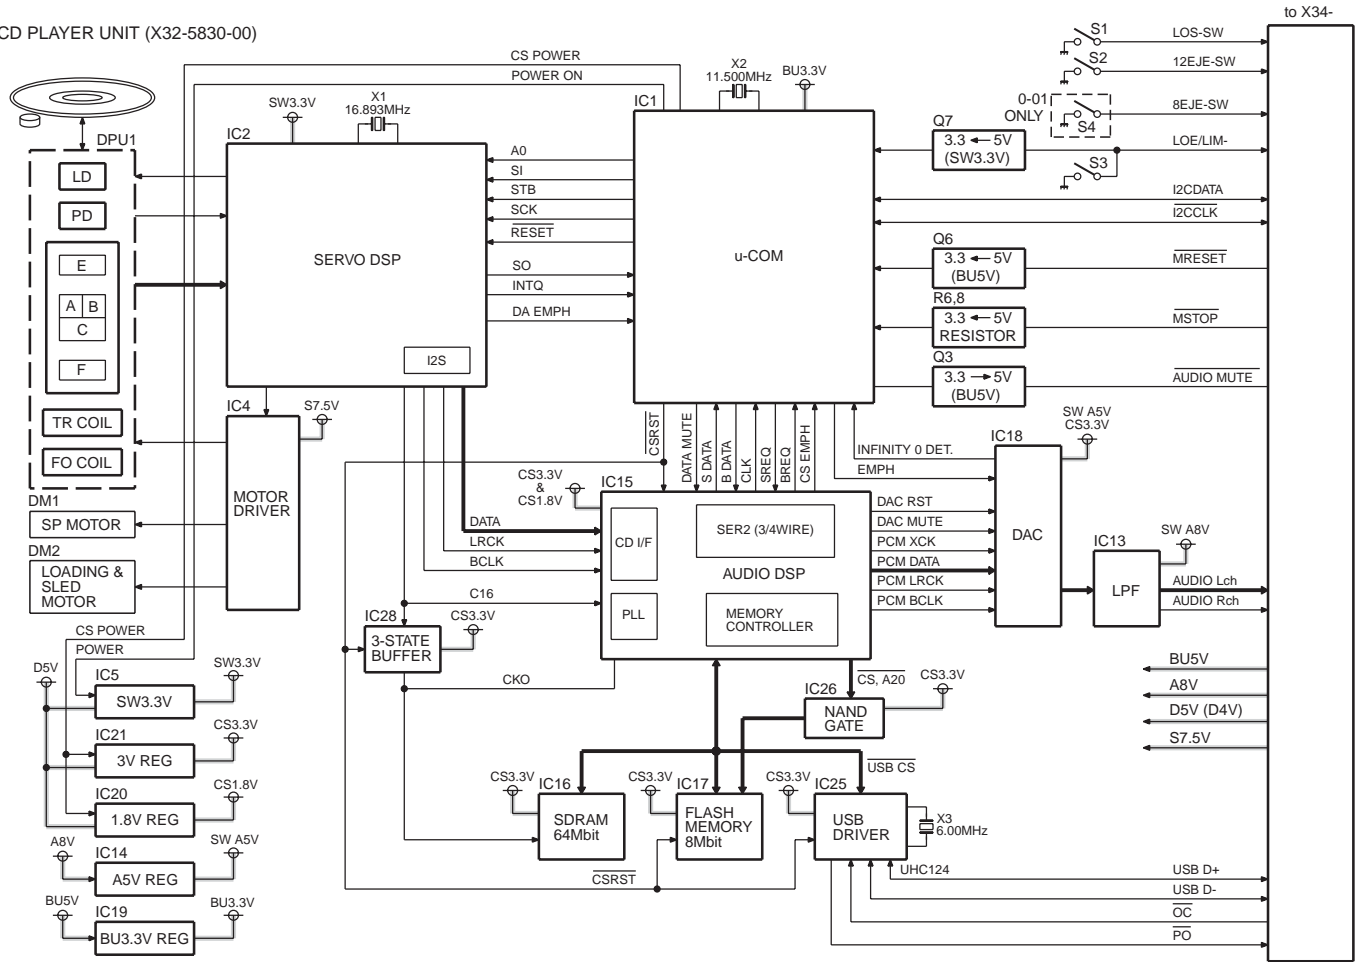 to X34-
CD PLAYER UNIT (X32-5830-00)
S1
LOS-SW
S2
12EJE-SW
0-01
ONLY
S4
8EJE-SW
LOE/LIM-
S3
I2CDATA
I2CCLK
MRESET
MSTOP
AUDIO MUTE
CS POWER
POWER ON
X2
11.500MHz
BU3.3V
IC1
u-COM
SW3.3V
X1
16.893MHz
IC2
SERVO DSP
I2S
DPU1
LD
PD
E
A
B
C
F
TR COIL
FO COIL
DM1
SP MOTOR
DM2
LOADING &
SLED
MOTOR
A0
SI
STB
SCK
RESET
SO
INTQ
DA EMPH
Q7
3.3 ← 5V
(SW3.3V)
Q6
3.3 ← 5V
(BU5V)
R6,8
3.3 ← 5V
RESISTOR
Q3
3.3 → 5V
(BU5V)
IC4
S7.5V
MOTOR
DRIVER
CSRST
DATA MUTE
S DATA
B DATA
CLK
SREQ
BREQ
CS EMPH
INFINITY 0 DET.
EMPH
SW A5V
CS3.3V
IC18
DAC
CS3.3V
&
CS1.8V
IC15
CD I/F
SER2 (3/4WIRE)
AUDIO DSP
PLL
MEMORY
CONTROLLER
DATA
LRCK
BCLK
C16
DAC RST
DAC MUTE
PCM XCK
PCM DATA
PCM LRCK
PCM BCLK
IC13
LPF
SW A8V
AUDIO Lch
AUDIO Rch
IC28
CS3.3V
3-STATE
BUFFER
CKO
CS, A20
IC26
NAND
GATE
CS3.3V
BU5V
A8V
D5V (D4V)
S7.5V
CS POWER
POWER
D5V
IC5
SW3.3V
SW3.3V
IC21
3V REG
CS3.3V
IC20
1.8V REG
CS1.8V
A8V
IC14
A5V REG
SW A5V
BU5V
IC19
BU3.3V REG
BU3.3V
CS3.3V
IC16
SDRAM
64Mbit
CS3.3V
IC17
FLASH
MEMORY
8Mbit
USB CS
CS3.3V
IC25
USB
DRIVER
X3
6.00MHz
CSRST
UHC124
USB D+
USB D-
OC
PO